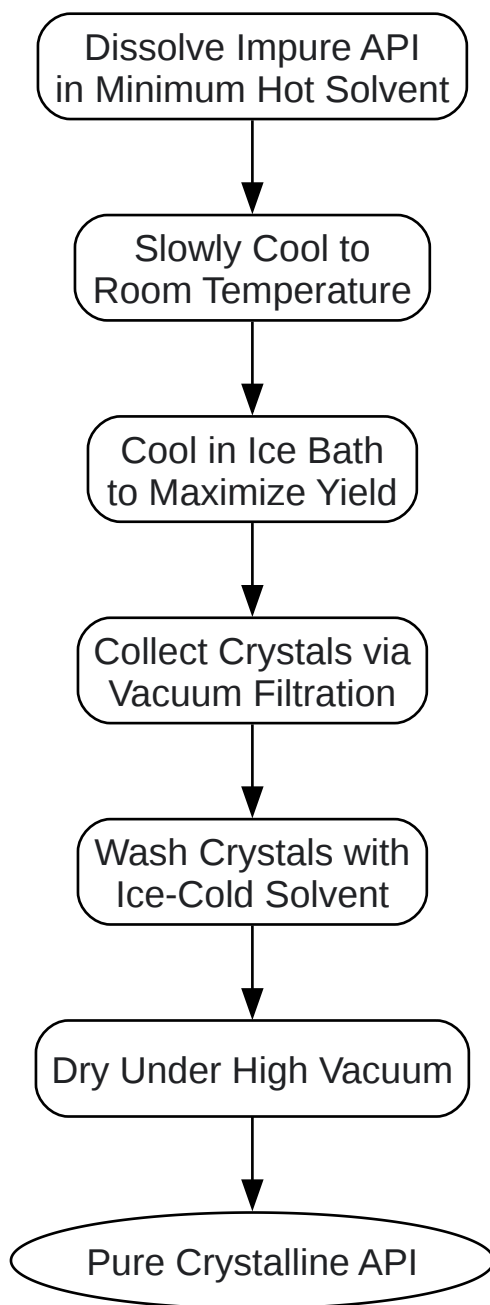 Dissolve Impure API
in Minimum Hot Solvent
Slowly Cool to
Room Temperature
Cool in Ice Bath
to Maximize Yield
Collect Crystals via
Vacuum Filtration
Wash Crystals with
Ice-Cold Solvent
Dry Under High Vacuum
Pure Crystalline API